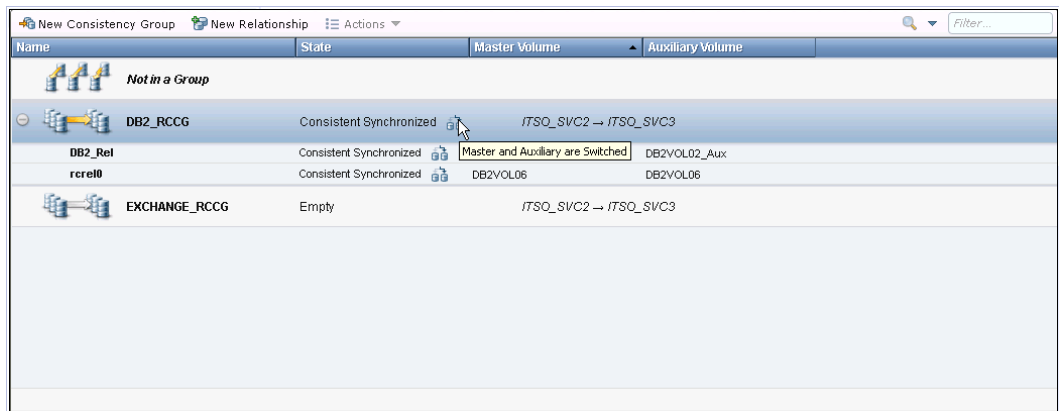 New Consistency Group New Relationship Actions Filter...
Name State Master Volume Auxiliary Volume
Not in a Group
DB2_RCCG Consistent Synchronized ITSO_SVC2 → ITSO_SVC3
DB2_Rel Consistent Synchronized Master and Auxiliary are Switched DB2VOL02_Aux
rcrel0 Consistent Synchronized DB2VOL06 DB2VOL06
EXCHANGE_RCCG Empty ITSO_SVC2 → ITSO_SVC3